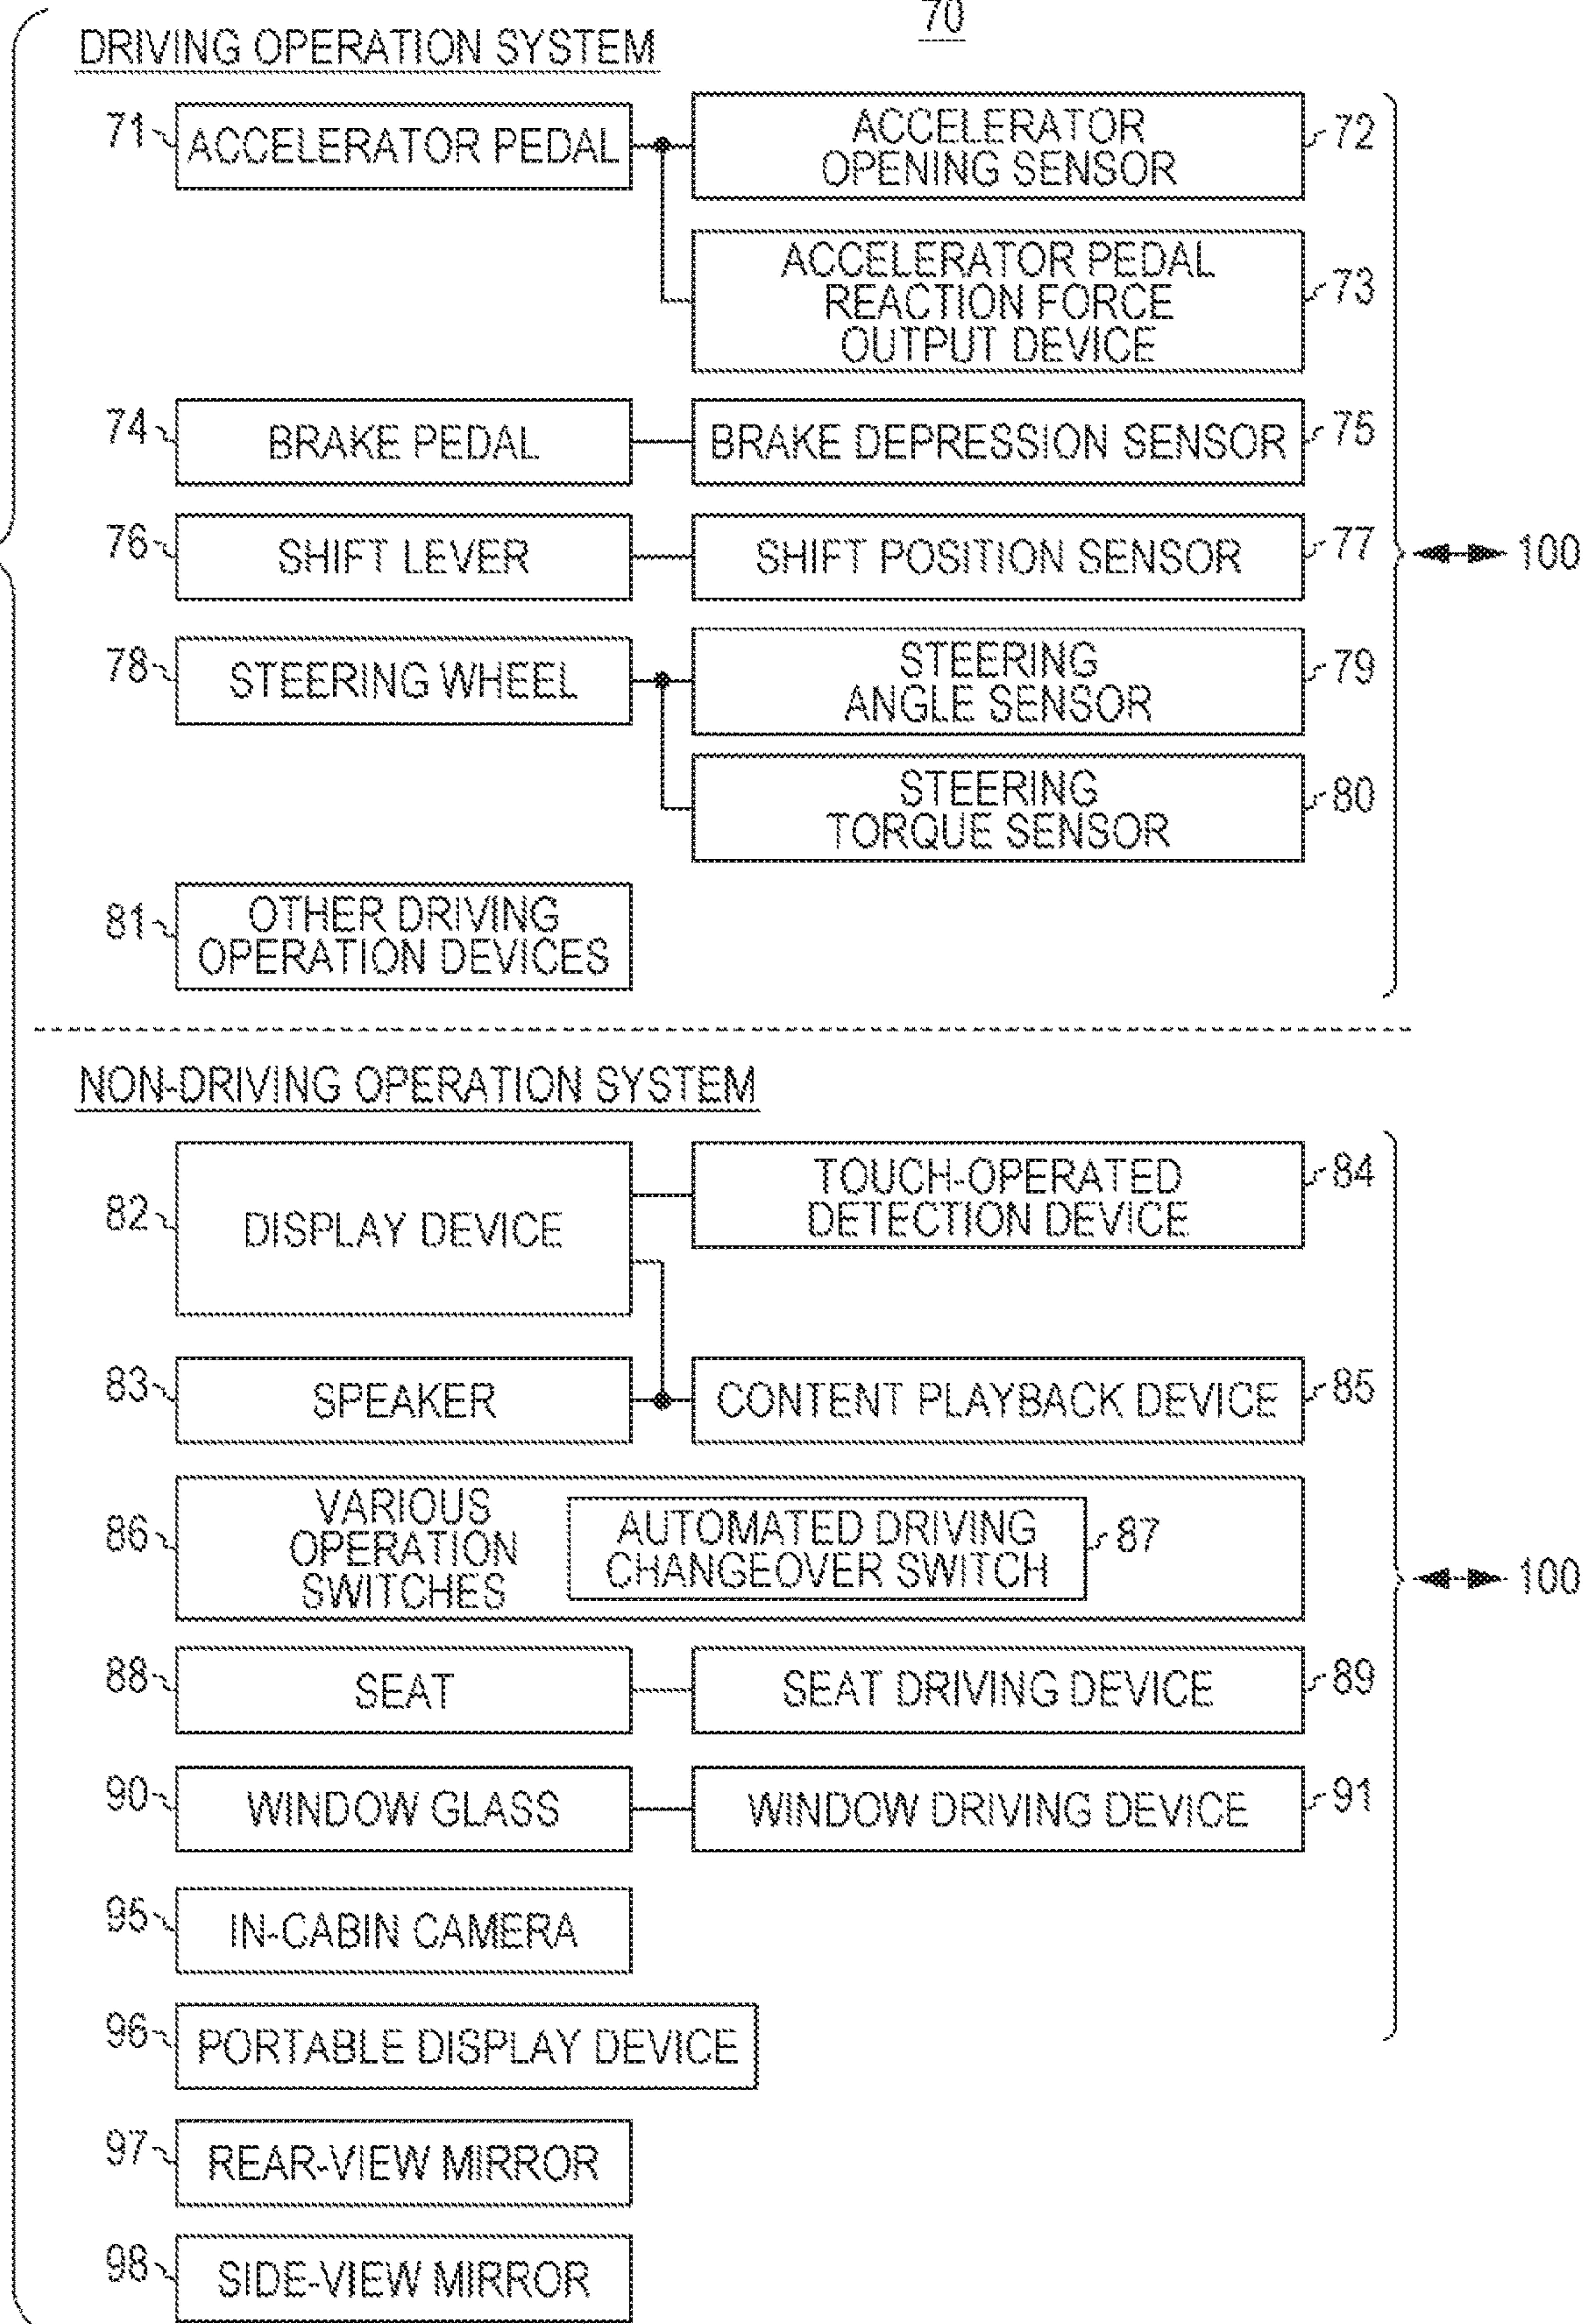 70
DRIVING OPERATION SYSTEM
71
ACCELERATOR PEDAL
ACCELERATOR
OPENING SENSOR
72
ACCELERATOR PEDAL
REACTION FORCE
OUTPUT DEVICE
73
74
BRAKE PEDAL
BRAKE DEPRESSION SENSOR
75
76
SHIFT LEVER
SHIFT POSITION SENSOR
77
100
78
STEERING WHEEL
STEERING
ANGLE SENSOR
79
STEERING
TORQUE SENSOR
80
81
OTHER DRIVING
OPERATION DEVICES
NON-DRIVING OPERATION SYSTEM
82
DISPLAY DEVICE
TOUCH-OPERATED
DETECTION DEVICE
84
83
SPEAKER
CONTENT PLAYBACK DEVICE
85
86
VARIOUS
OPERATION
SWITCHES
AUTOMATED DRIVING
CHANGEOVER SWITCH
87
100
88
SEAT
SEAT DRIVING DEVICE
89
90
WINDOW GLASS
WINDOW DRIVING DEVICE
91
95
IN-CABIN CAMERA
96
PORTABLE DISPLAY DEVICE
97
REAR-VIEW MIRROR
98
SIDE-VIEW MIRROR